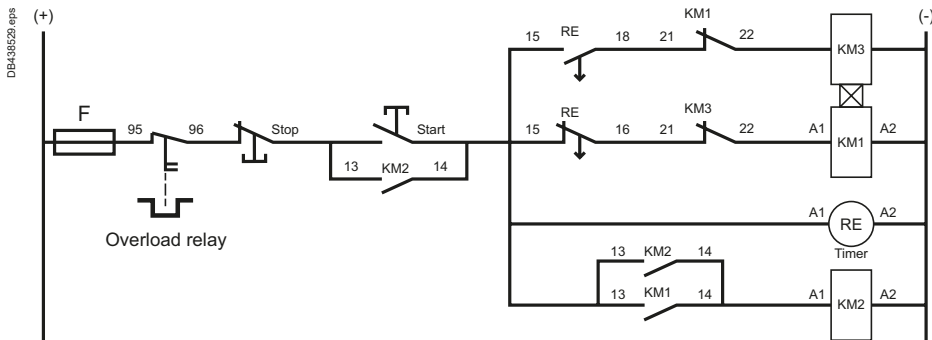 DB438529.eps
(+)
(-)
KM1
15 RE 18 21 22
KM3
F
95 96 Stop Start
15 RE 16 21 KM3 22 A1 KM1 A2
13 KM2 14
Overload relay
A1 RE A2
Timer
13 KM2 14
13 KM1 14 A1 KM2 A2